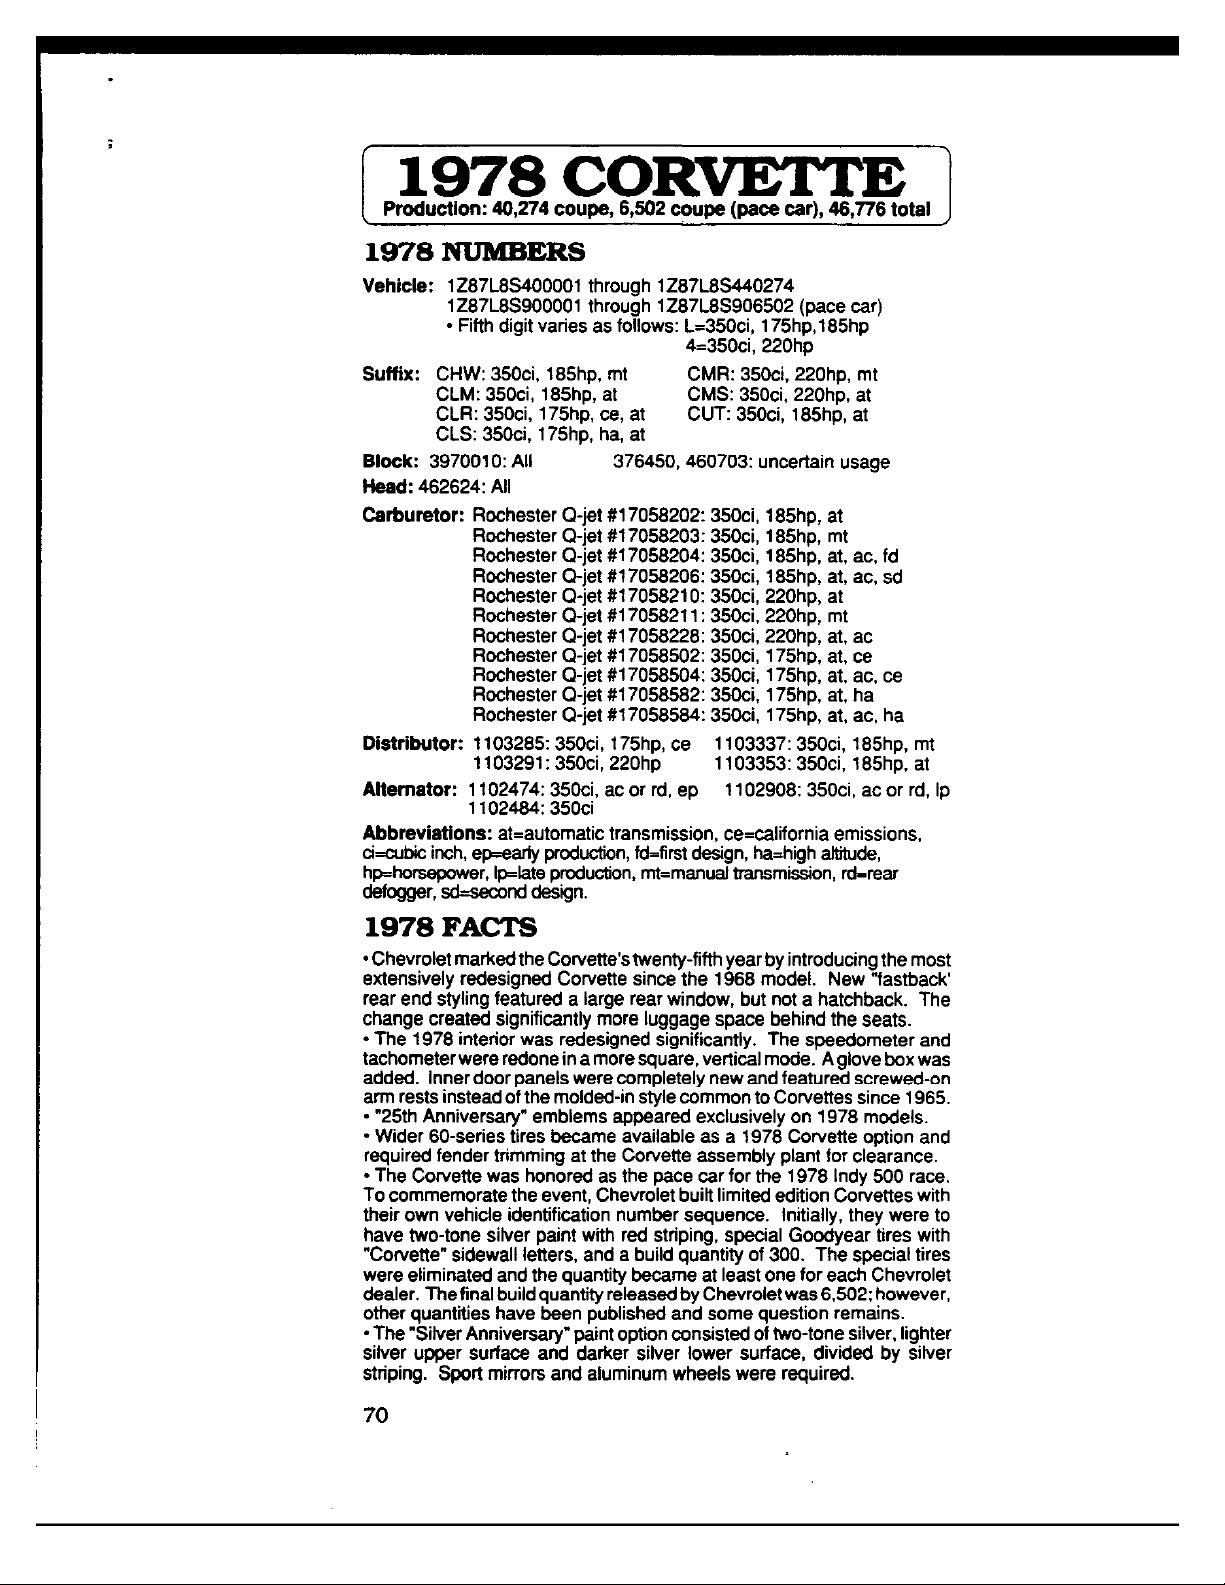 1978 CORVETTE
Production: 40,274 coupe, 6,502 coupe (pace car), 46,776 total
1978 NUMBERS
Vehicle: 1Z87L8S400001 through 1Z87L8S440274
1Z87L8S900001 through 1Z87L8S906502 (pace car)
• Fifth digit varies as follows: L=350ci, 175hp,185hp
4=350ci, 220hp
Suffix: CHW: 350ci, 185hp, mt CMR: 350ci, 220hp, mt
CLM: 350ci, 185hp, at CMS: 350ci, 220hp, at
CLR: 350ci, 175hp, ce, at CUT: 350ci, 185hp, at
CLS: 350ci, 175hp, ha, at
Block: 3970010: All 376450, 460703: uncertain usage
Head: 462624: All
Carburetor: Rochester Q-jet #17058202: 350ci, 185hp, at
Rochester Q-jet #17058203: 350ci, 185hp, mt
Rochester Q-jet #17058204: 350ci, 185hp, at, ac, fd
Rochester Q-jet #17058206: 350ci, 185hp, at, ac, sd
Rochester Q-jet #17058210: 350ci, 220hp, at
Rochester Q-jet #17058211: 350ci, 220hp, mt
Rochester Q-jet #17058228: 350ci, 220hp, at, ac
Rochester Q-jet #17058502: 350ci, 175hp, at, ce
Rochester Q-jet #17058504: 350ci, 175hp, at, ac, ce
Rochester Q-jet #17058582: 350ci, 175hp, at, ha
Rochester Q-jet #17058584: 350ci, 175hp, at, ac, ha
Distributor: 1103285: 350ci, 175hp, ce 1103337: 350ci, 185hp, mt
1103291: 350ci, 220hp 1103353: 350ci, 185hp, at
Alternator: 1102474: 350ci, ac or rd, ep 1102908: 350ci, ac or rd, lp
1102484: 350ci
Abbreviations: at=automatic transmission, ce=california emissions,
ci=cubic inch, ep=early production, fd=first design, ha=high altitude,
hp=horsepower, lp=late production, mt=manual transmission, rd=rear
defogger, sd=second design.
1978 FACTS
• Chevrolet marked the Corvette's twenty-fifth year by introducing the most
extensively redesigned Corvette since the 1968 model. New "fastback'
rear end styling featured a large rear window, but not a hatchback. The
change created significantly more luggage space behind the seats.
• The 1978 interior was redesigned significantly. The speedometer and
tachometer were redone in a more square, vertical mode. A glove box was
added. Inner door panels were completely new and featured screwed-on
arm rests instead of the molded-in style common to Corvettes since 1965.
• "25th Anniversary" emblems appeared exclusively on 1978 models.
• Wider 60-series tires became available as a 1978 Corvette option and
required fender trimming at the Corvette assembly plant for clearance.
• The Corvette was honored as the pace car for the 1978 Indy 500 race.
To commemorate the event, Chevrolet built limited edition Corvettes with
their own vehicle identification number sequence. Initially, they were to
have two-tone silver paint with red striping, special Goodyear tires with
"Corvette" sidewall letters, and a build quantity of 300. The special tires
were eliminated and the quantity became at least one for each Chevrolet
dealer. The final build quantity released by Chevrolet was 6,502; however,
other quantities have been published and some question remains.
• The "Silver Anniversary" paint option consisted of two-tone silver, lighter
silver upper surface and darker silver lower surface, divided by silver
striping. Sport mirrors and aluminum wheels were required.
70